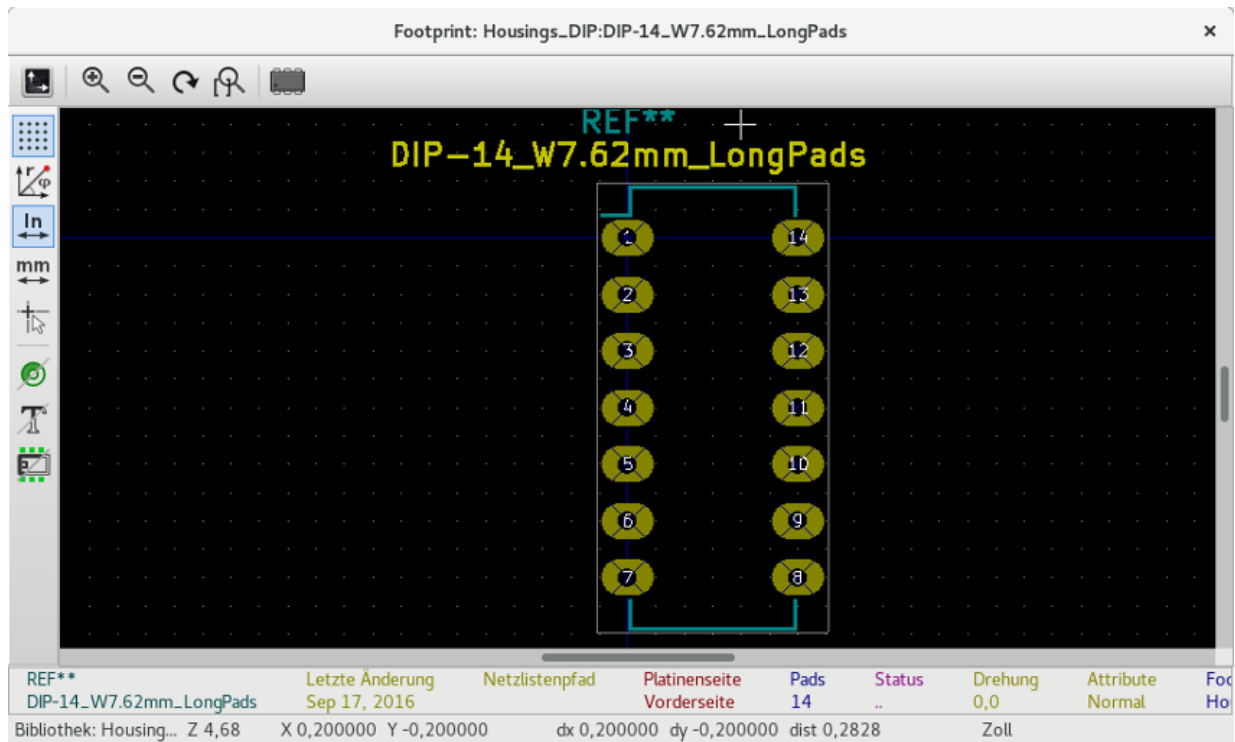 Footprint: Housings_DIP:DIP-14_W7.62mm_LongPads ×
In
mm
REF**
DIP-14_W7.62mm_LongPads
1 14
2 13
3 12
4 11
5 10
6 9
7 8
REF** Letzte Änderung Netzlistenpfad Platinenseite Pads Status Drehung Attribute Foo
DIP-14_W7.62mm_LongPads Sep 17, 2016 Vorderseite 14 .. 0,0 Normal Ho
Bibliothek: Housing... Z 4,68 X 0,200000 Y -0,200000 dx 0,200000 dy -0,200000 dist 0,2828 Zoll